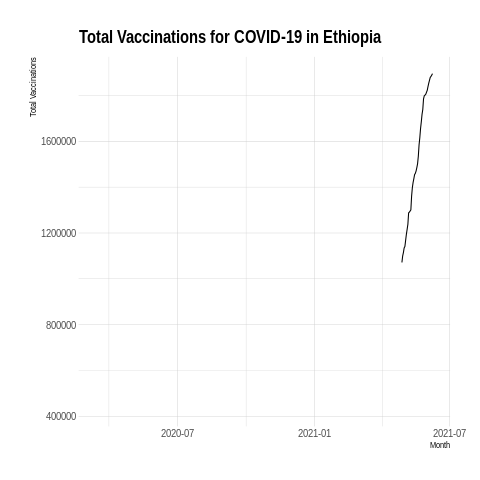 Total Vaccinations for COVID-19 in Ethiopia
Total Vaccinations
1600000
1200000
800000
400000
2020-07 2021-01 2021-07
Month